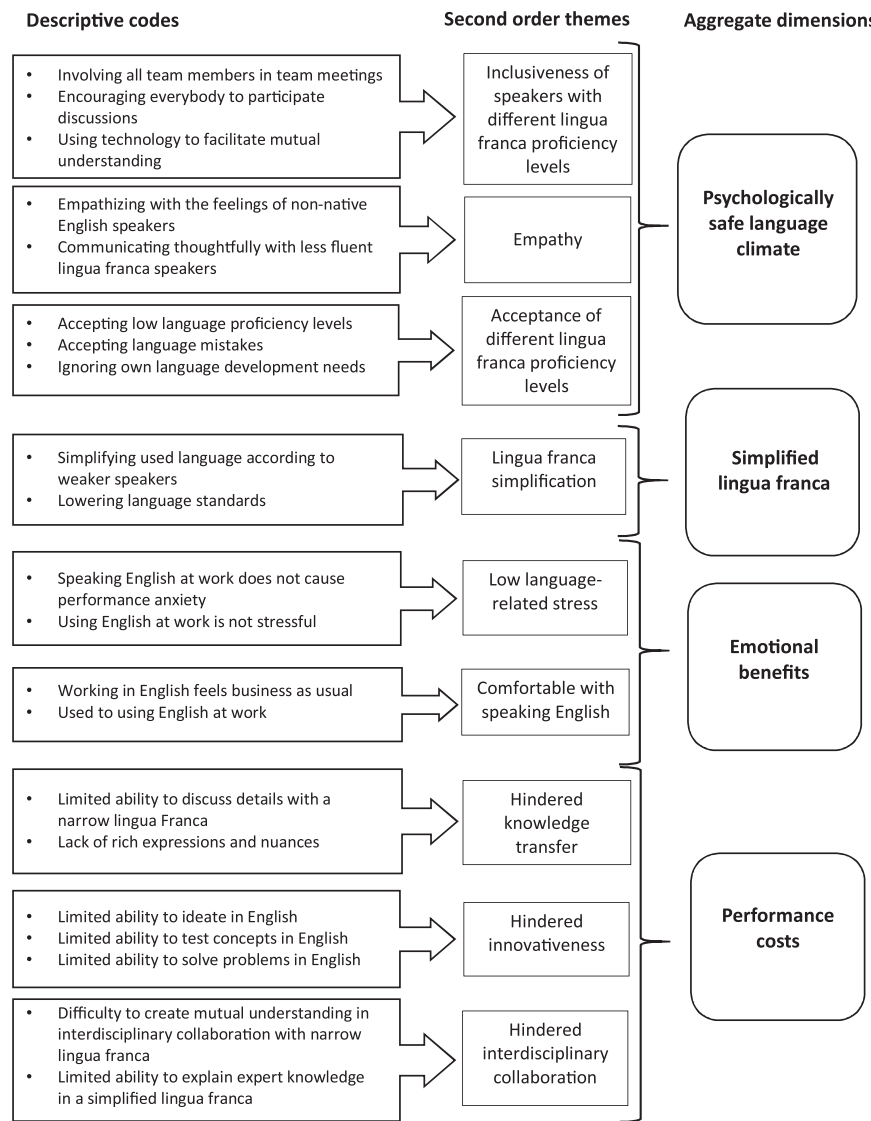 Descriptive codes
Second order themes
Aggregate dimensions
• Involving all team members in team meetings
• Encouraging everybody to participate
discussions
• Using technology to facilitate mutual
understanding
Inclusiveness of
speakers with
different lingua
franca proficiency
levels
• Empathizing with the feelings of non-native
English speakers
• Communicating thoughtfully with less fluent
lingua franca speakers
Empathy
• Accepting low language proficiency levels
• Accepting language mistakes
• Ignoring own language development needs
Acceptance of
different lingua
franca proficiency
levels
Psychologically
safe language
climate
• Simplifying used language according to
weaker speakers
• Lowering language standards
Lingua franca
simplification
Simplified
lingua franca
• Speaking English at work does not cause
performance anxiety
• Using English at work is not stressful
Low language-
related stress
• Working in English feels business as usual
• Used to using English at work
Comfortable with
speaking English
Emotional
benefits
• Limited ability to discuss details with a
narrow lingua Franca
• Lack of rich expressions and nuances
Hindered
knowledge
transfer
• Limited ability to ideate in English
• Limited ability to test concepts in English
• Limited ability to solve problems in English
Hindered
innovativeness
• Difficulty to create mutual understanding in
interdisciplinary collaboration with narrow
lingua franca
• Limited ability to explain expert knowledge
in a simplified lingua franca
Hindered
interdisciplinary
collaboration
Performance
costs